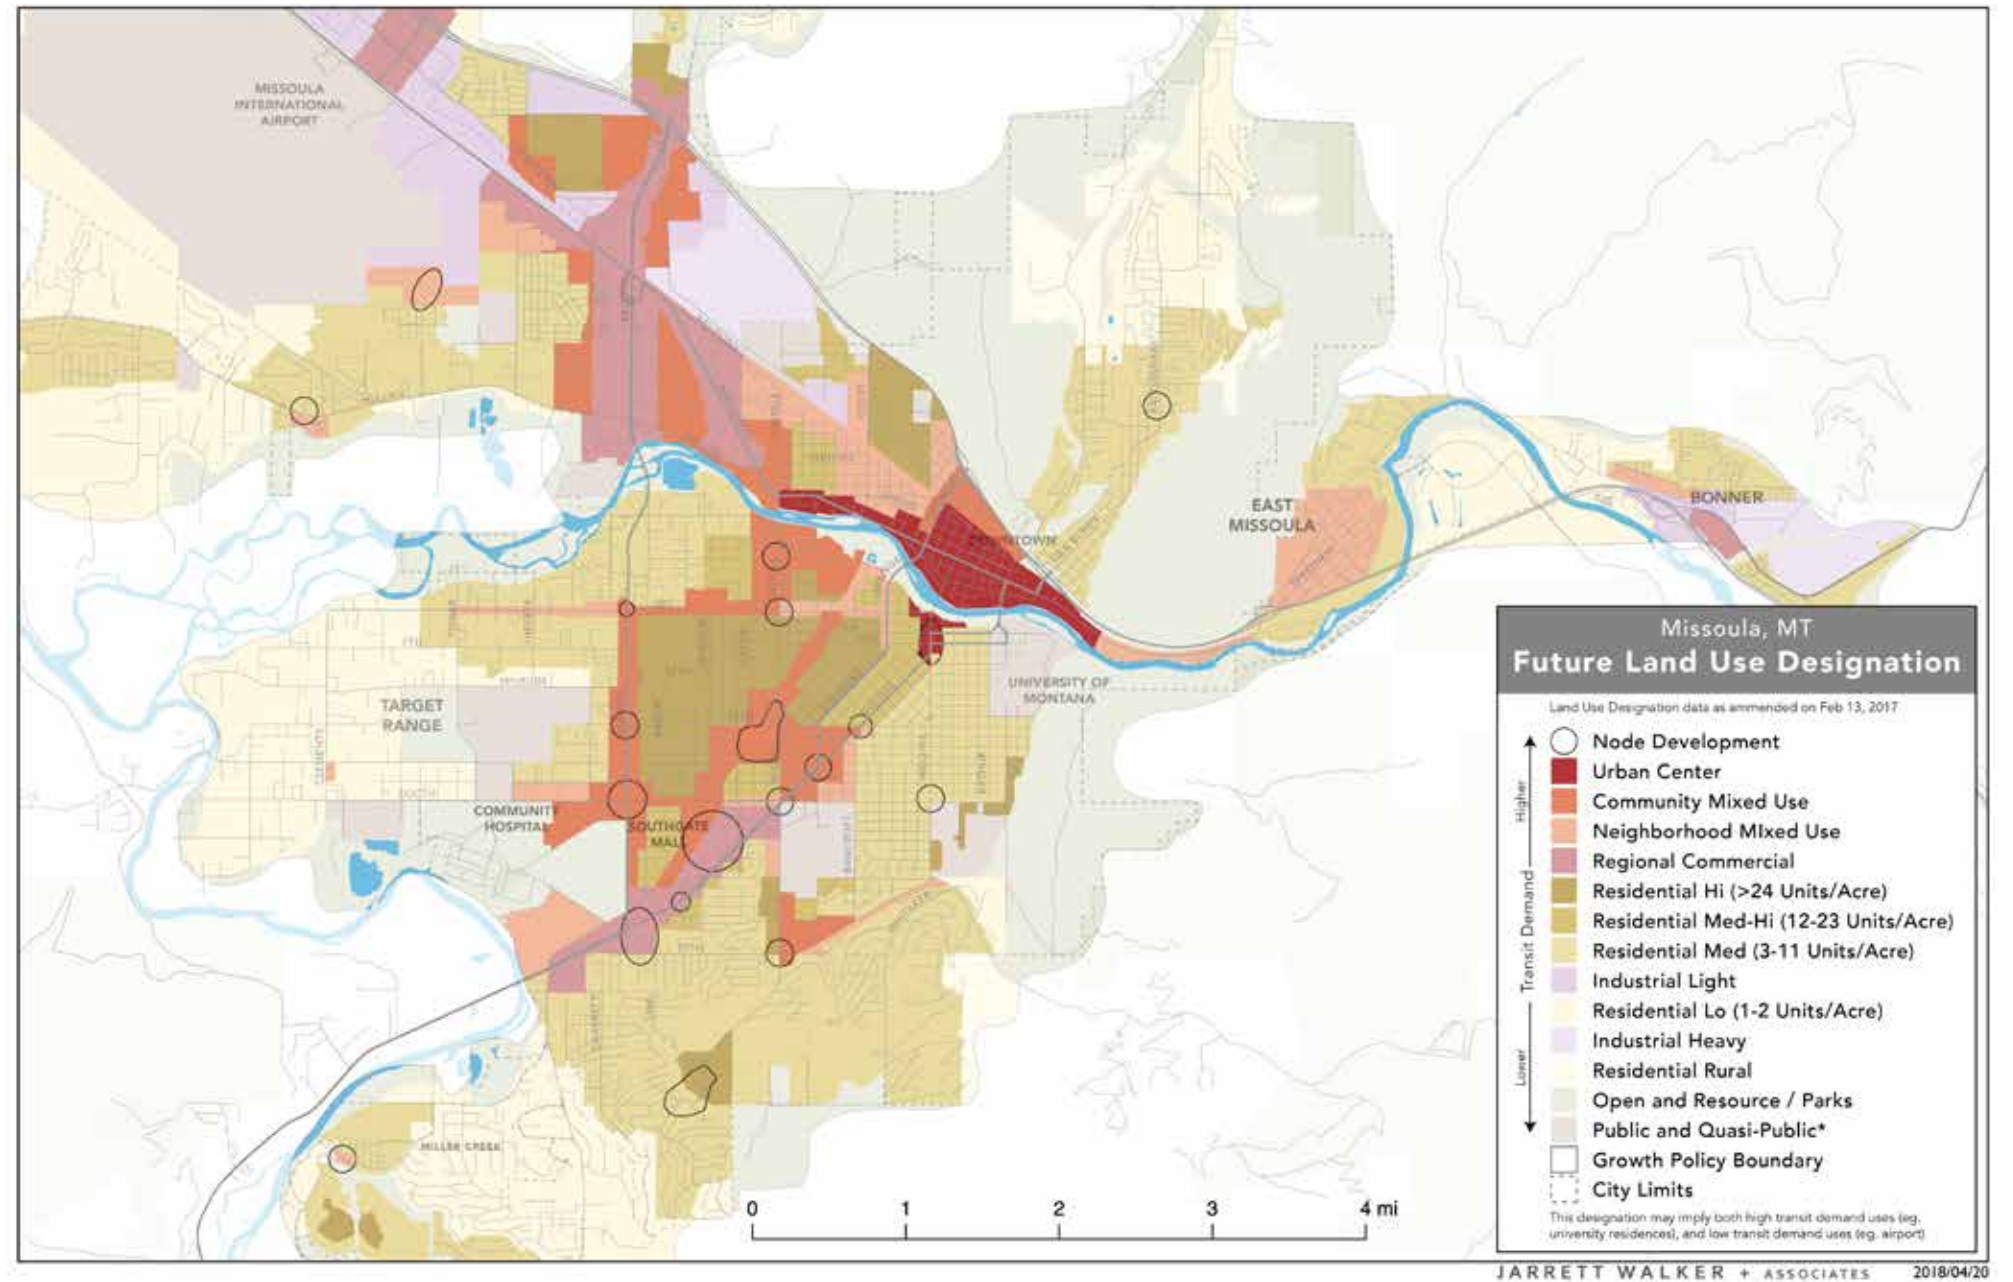 MISSOULA
INTERNATIONAL
AIRPORT
EAST
MISSOULA
BONNER
DOWNTOWN
TARGET
RANGE
UNIVERSITY OF
MONTANA
COMMUNITY
HOSPITAL
SOUTHGATE
MALL
MILLER CREEK
0 1 2 3 4 mi
Missoula, MT
Future Land Use Designation
Land Use Designation data as ammended on Feb 13, 2017
Higher
Transit Demand
Lower
Node Development
Urban Center
Community Mixed Use
Neighborhood MIxed Use
Regional Commercial
Residential Hi (>24 Units/Acre)
Residential Med-Hi (12-23 Units/Acre)
Residential Med (3-11 Units/Acre)
Industrial Light
Residential Lo (1-2 Units/Acre)
Industrial Heavy
Residential Rural
Open and Resource / Parks
Public and Quasi-Public*
Growth Policy Boundary
City Limits
This designation may imply both high transit demand uses (eg.
university residences), and low transit demand uses (eg. airport)
JARRETT WALKER + ASSOCIATES 2018/04/20